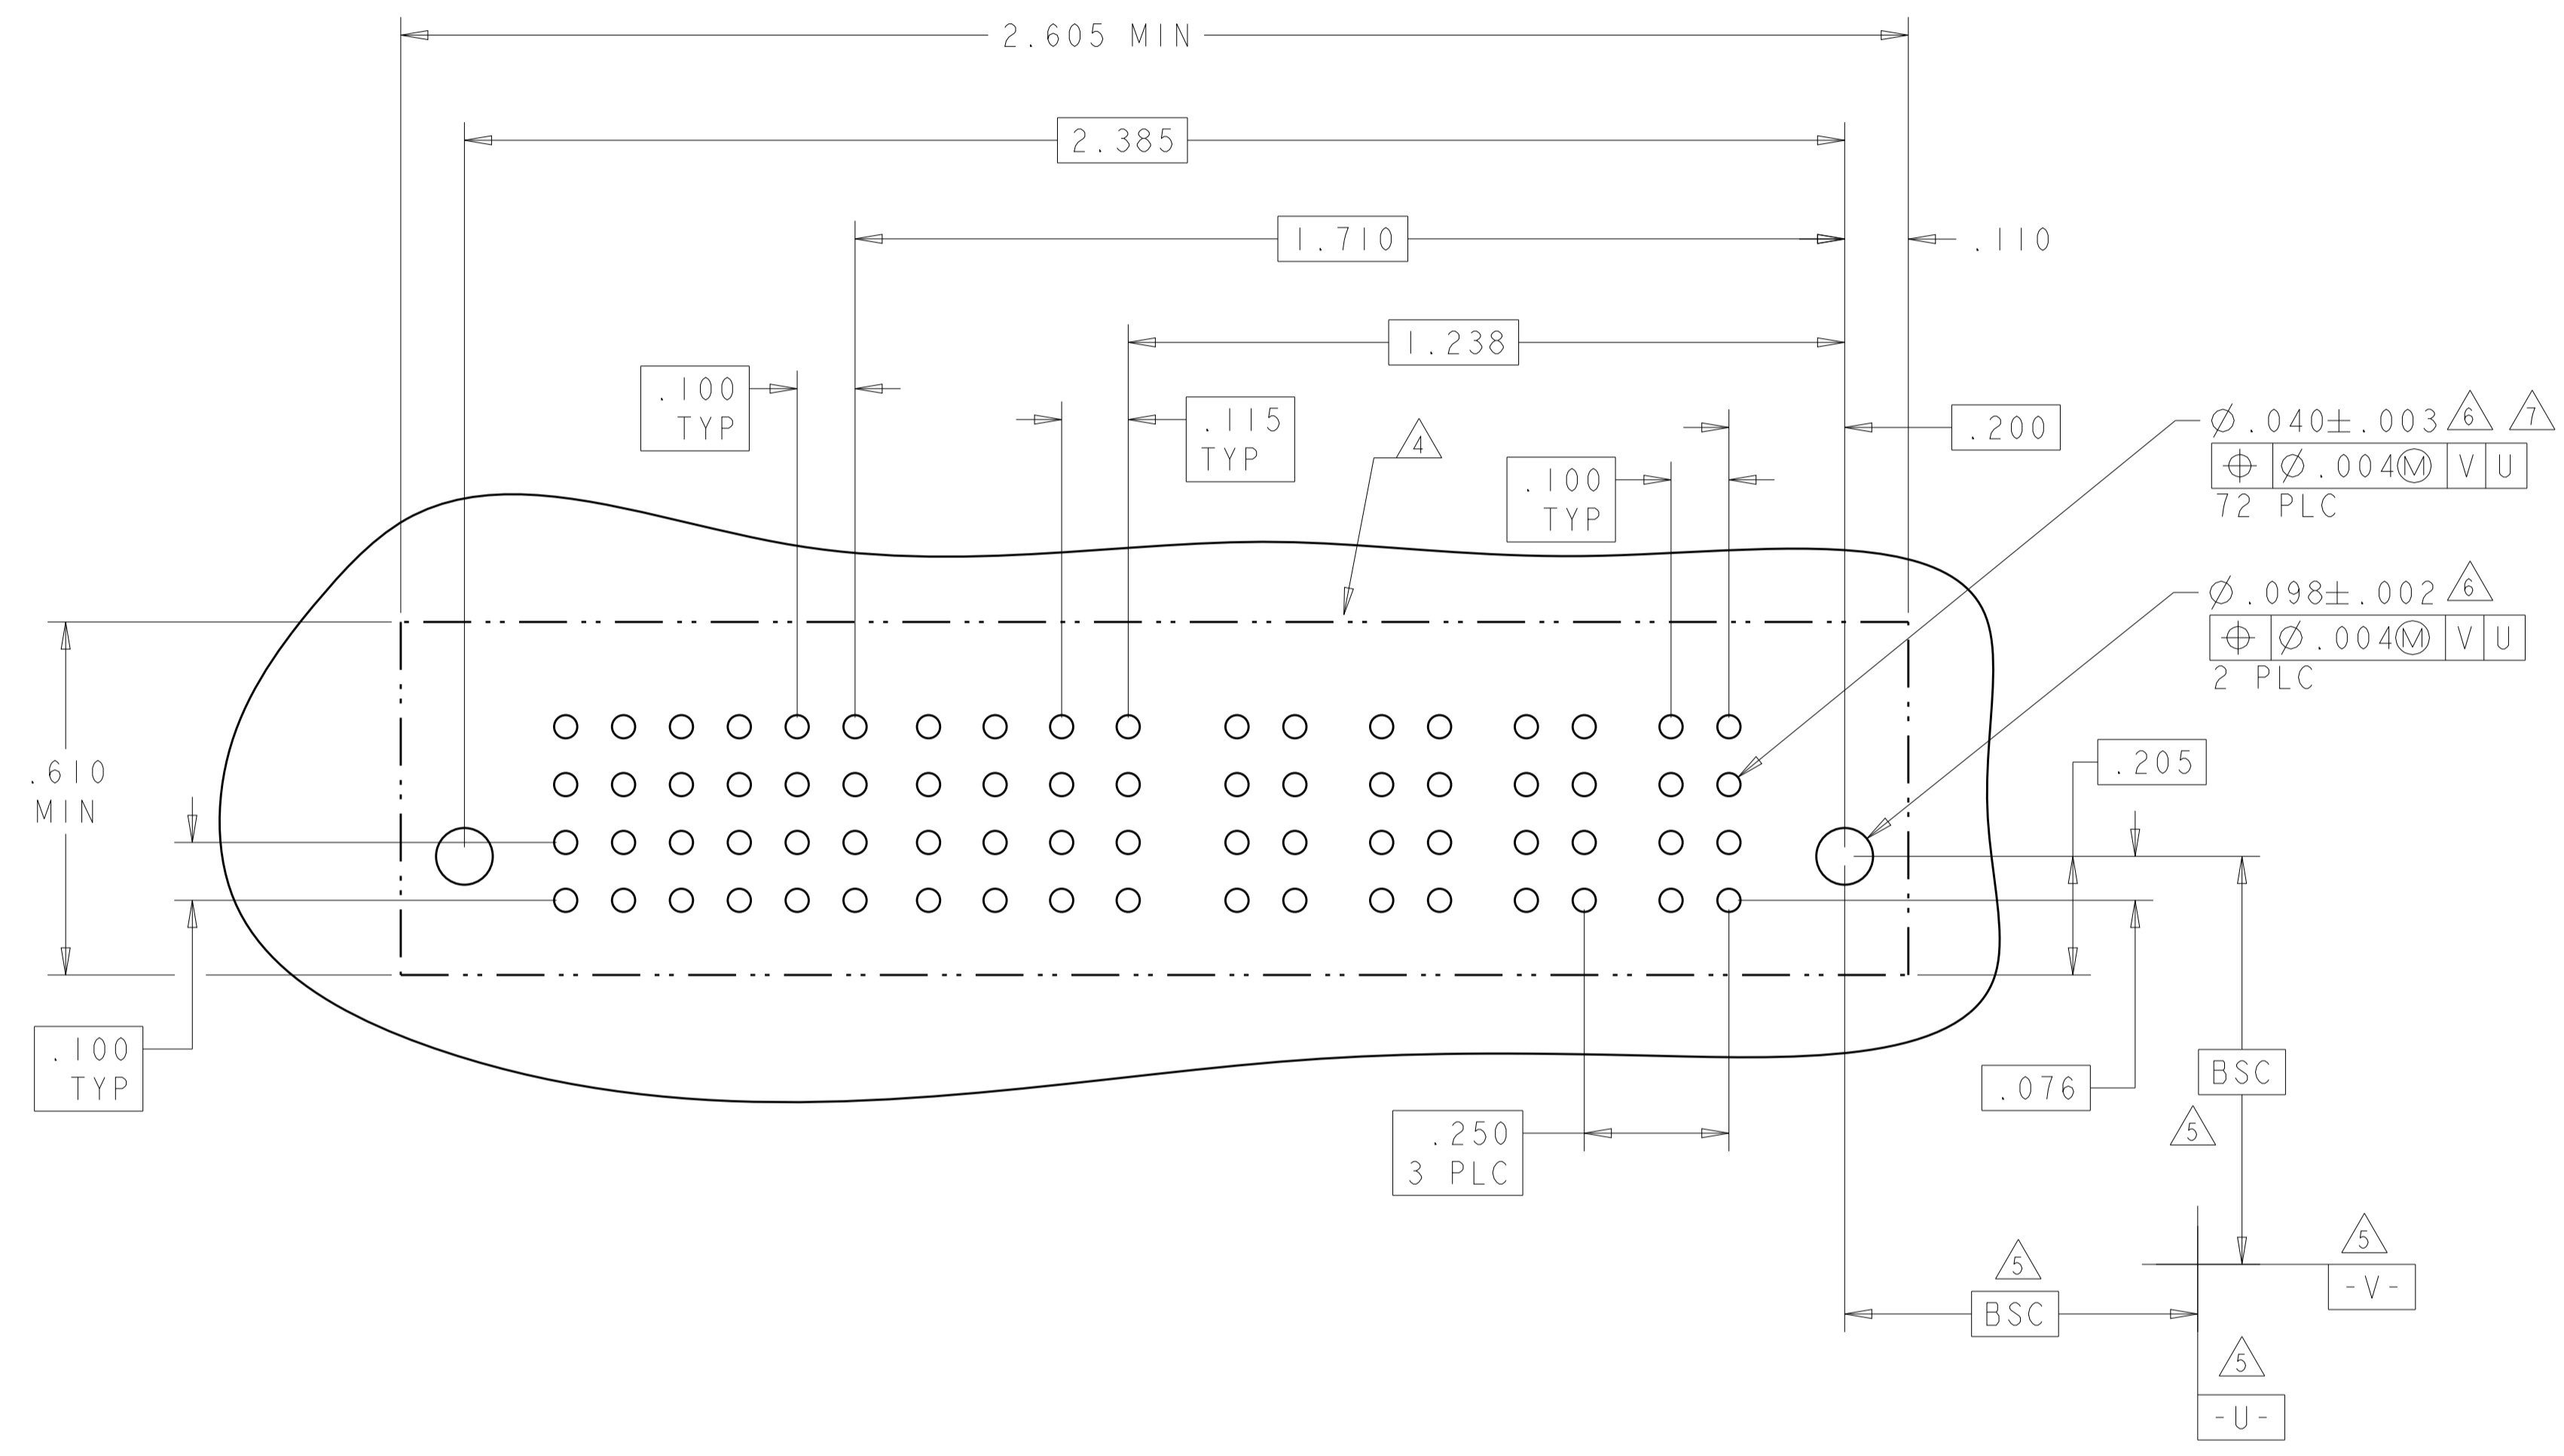 2.605 MIN
2.385
1.710
.110
1.238
.100
TYP
.115
TYP
4
.200
.100
TYP
⌀.040±.003 6 7
⌖ ⌀.004Ⓜ V U
72 PLC
⌀.098±.002 6
⌖ ⌀.004Ⓜ V U
2 PLC
.205
.610
MIN
.100
TYP
.076
BSC
5
.250
3 PLC
5
BSC
5
-V-
5
-U-